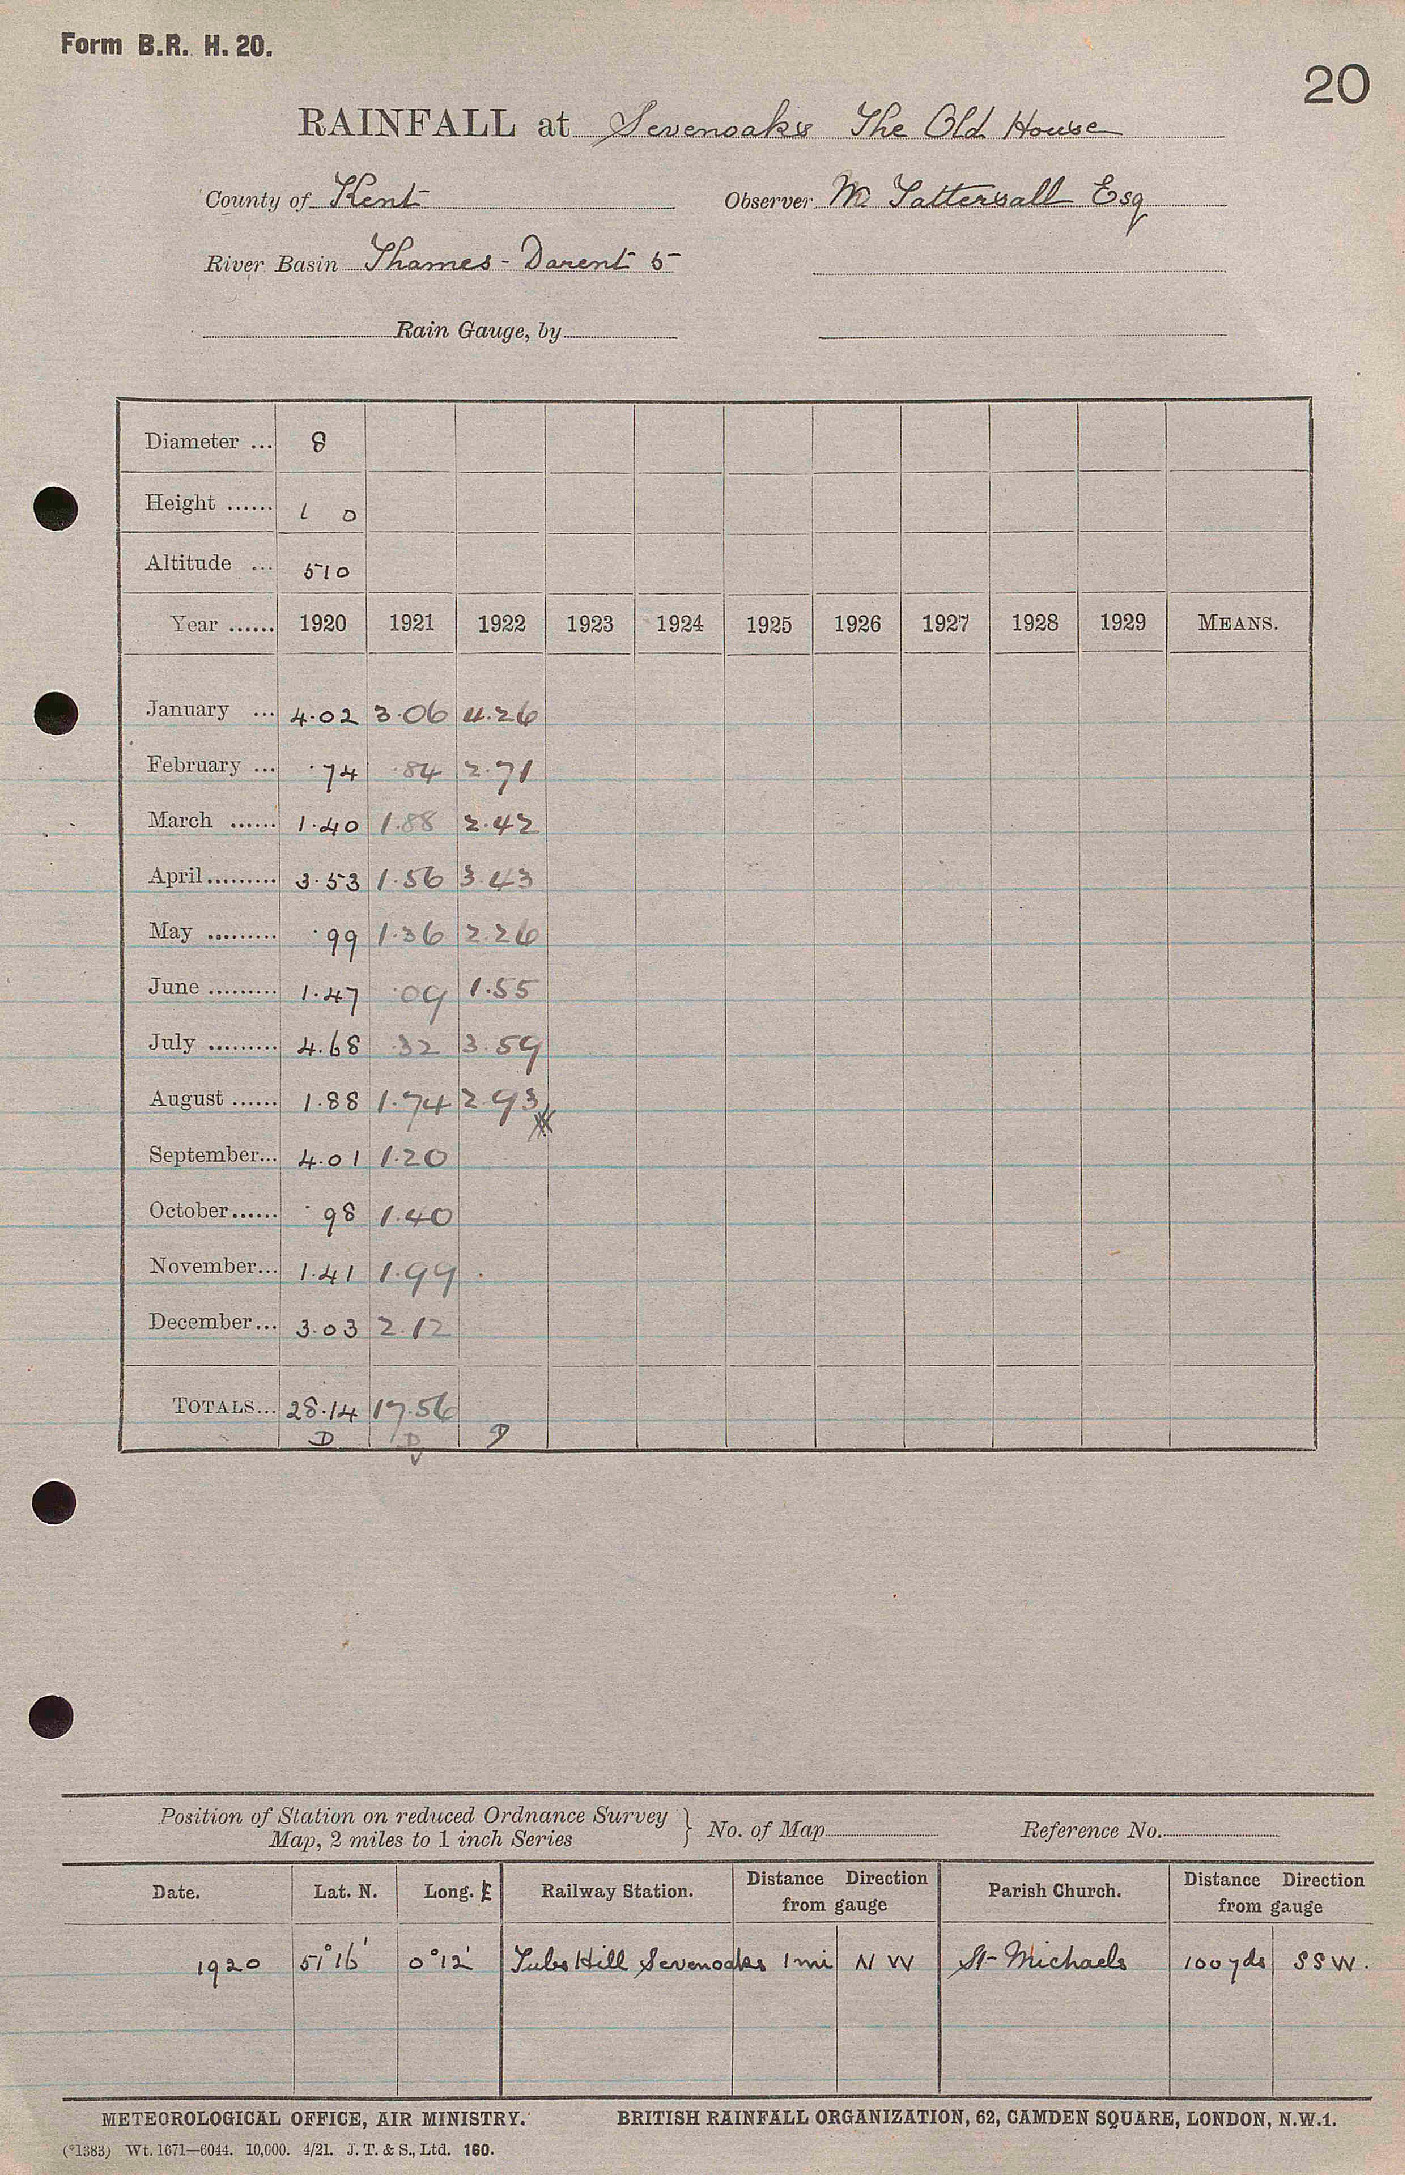 Form B.R. H. 20.
20
RAINFALL at Sevenoaks The Old House
County of Kent Observer W Tattersall Esq
River Basin Thames - Darent 5
Rain Gauge, by
Diameter ... 8
Height ...... 1 0
Altitude ... 510
Year ...... 1920 1921 1922 1923 1924 1925 1926 1927 1928 1929 MEANS.
January ... 4.02 3.06 4.26
February ... .74 .84 2.71
March ...... 1.40 1.88 2.42
April ......... 3.53 1.56 3.43
May ......... .99 1.36 2.26
June ......... 1.47 .09 1.55
July ......... 4.68 .32 3.59
August ...... 1.88 1.74 2.93
September... 4.01 1.20
October...... .98 1.40
November... 1.41 1.99 .
December... 3.03 2.12
TOTALS... 28.14 17.56
D D D
Position of Station on reduced Ordnance Survey
Map, 2 miles to 1 inch Series } No. of Map Reference No.
Date. Lat. N. Long. E Railway Station. Distance Direction from gauge Parish Church. Distance Direction from gauge
1920 51°16' 0°12' Tubs Hill Sevenoaks 1 mi N W St Michaels 100 yds S S W.
METEOROLOGICAL OFFICE, AIR MINISTRY. BRITISH RAINFALL ORGANIZATION, 62, CAMDEN SQUARE, LONDON, N.W.1.
(*1383) Wt. 1671—6044. 10,000. 4/21. J. T. & S., Ltd. 160.